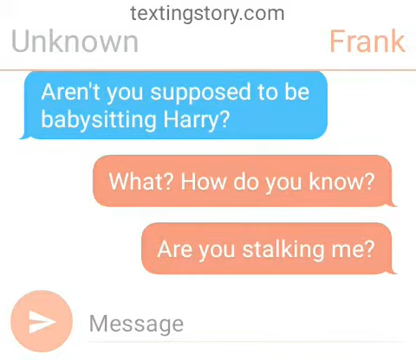 textingstory.com
Unknown
Frank
Aren't you supposed to be
babysitting Harry?
What? How do you know?
Are you stalking me?
Message